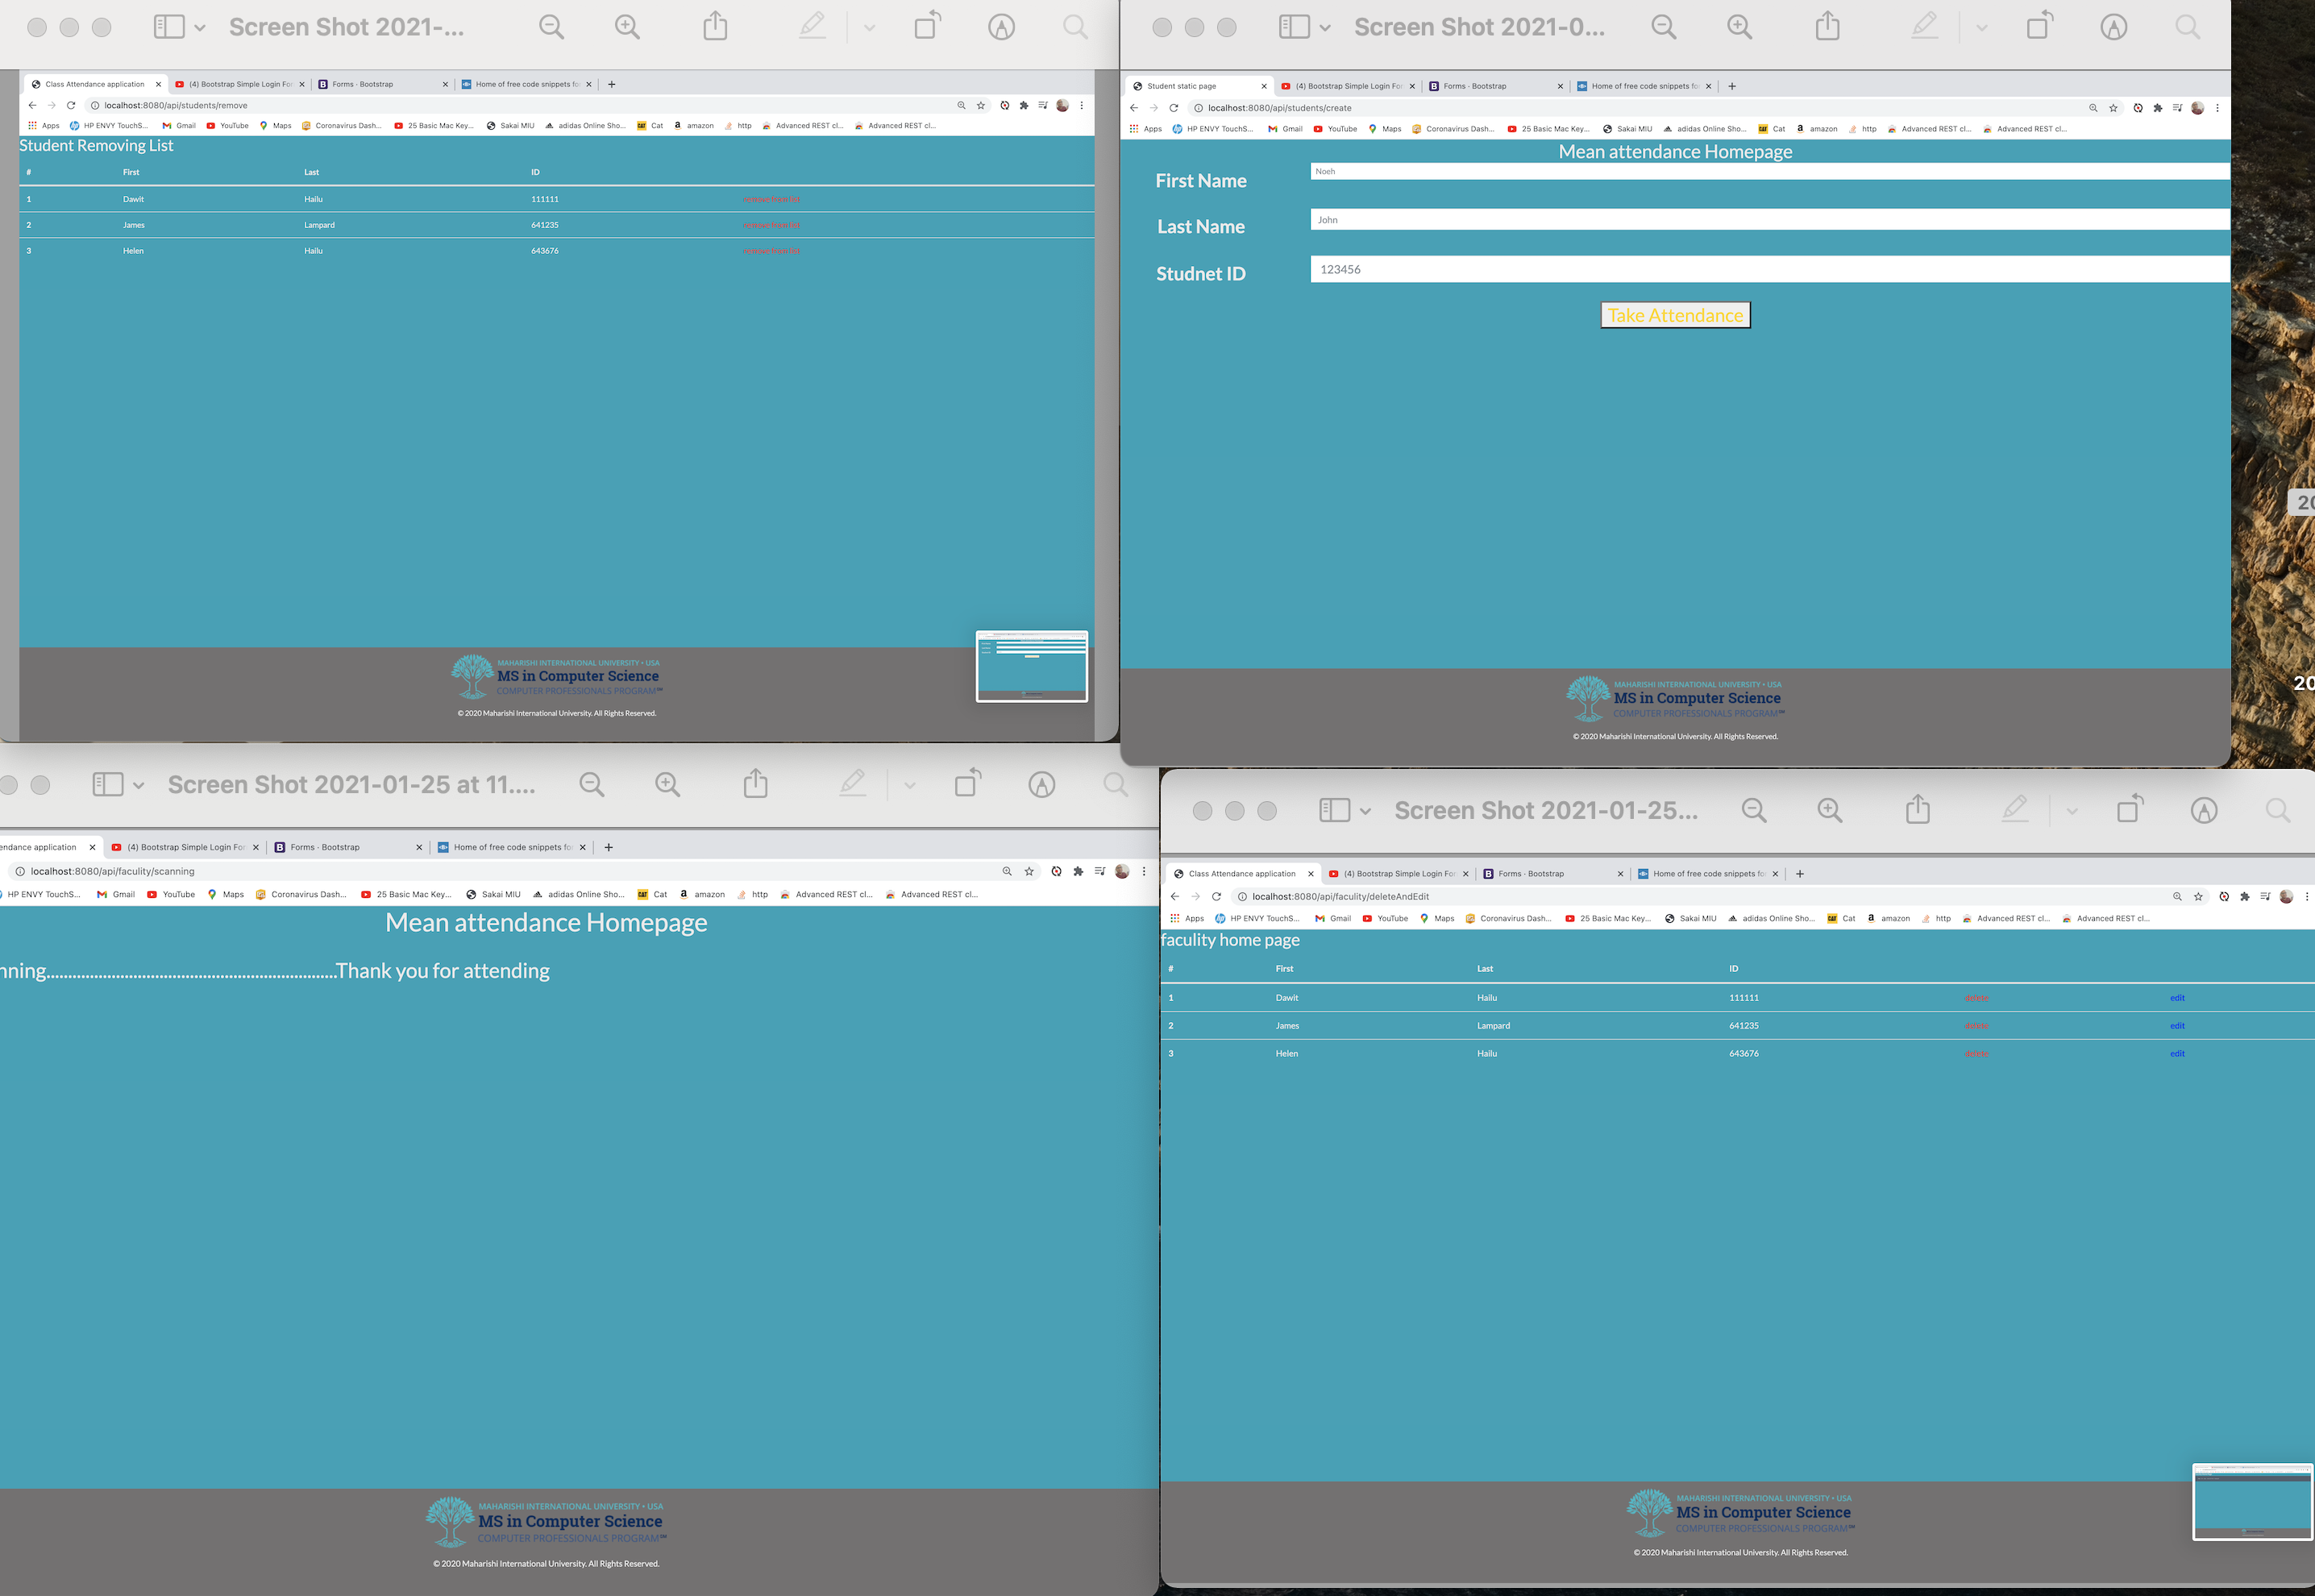 Screen Shot 2021-...
Class Attendance application
(4) Bootstrap Simple Login For
Forms - Bootstrap
Home of free code snippets fo
localhost:8080/api/students/remove
Apps HP ENVY TouchS... Gmail YouTube Maps Coronavirus Dash... 25 Basic Mac Key... Sakai MIU adidas Online Sho... Cat amazon http Advanced REST cl... Advanced REST cl...
Student Removing List
# First Last ID
1 Dawit Hailu 111111 remove from list
2 James Lampard 641235 remove from list
3 Helen Hailu 643676 remove from list
MAHARISHI INTERNATIONAL UNIVERSITY • USA
MS in Computer Science
COMPUTER PROFESSIONALS PROGRAM℠
© 2020 Maharishi International University. All Rights Reserved.
Screen Shot 2021-0...
Student static page
(4) Bootstrap Simple Login Fo
Forms - Bootstrap
Home of free code snippets fo
localhost:8080/api/students/create
Apps HP ENVY TouchS... Gmail YouTube Maps Coronavirus Dash... 25 Basic Mac Key... Sakai MIU adidas Online Sho... Cat amazon http Advanced REST cl... Advanced REST cl...
Mean attendance Homepage
First Name Noeh
Last Name John
Studnet ID 123456
Take Attendance
MAHARISHI INTERNATIONAL UNIVERSITY • USA
MS in Computer Science
COMPUTER PROFESSIONALS PROGRAM℠
© 2020 Maharishi International University. All Rights Reserved.
20
20
Screen Shot 2021-01-25 at 11....
endance application
(4) Bootstrap Simple Login For
Forms - Bootstrap
Home of free code snippets fo
localhost:8080/api/faculity/scanning
HP ENVY TouchS... Gmail YouTube Maps Coronavirus Dash... 25 Basic Mac Key... Sakai MIU adidas Online Sho... Cat amazon http Advanced REST cl... Advanced REST cl...
Mean attendance Homepage
nning................................................................Thank you for attending
MAHARISHI INTERNATIONAL UNIVERSITY • USA
MS in Computer Science
COMPUTER PROFESSIONALS PROGRAM℠
© 2020 Maharishi International University. All Rights Reserved.
Screen Shot 2021-01-25...
Class Attendance application
(4) Bootstrap Simple Login For
Forms - Bootstrap
Home of free code snippets fo
localhost:8080/api/faculity/deleteAndEdit
Apps HP ENVY TouchS... Gmail YouTube Maps Coronavirus Dash... 25 Basic Mac Key... Sakai MIU adidas Online Sho... Cat amazon http Advanced REST cl... Advanced REST cl...
faculity home page
# First Last ID
1 Dawit Hailu 111111 delete edit
2 James Lampard 641235 delete edit
3 Helen Hailu 643676 delete edit
MAHARISHI INTERNATIONAL UNIVERSITY • USA
MS in Computer Science
COMPUTER PROFESSIONALS PROGRAM℠
© 2020 Maharishi International University. All Rights Reserved.